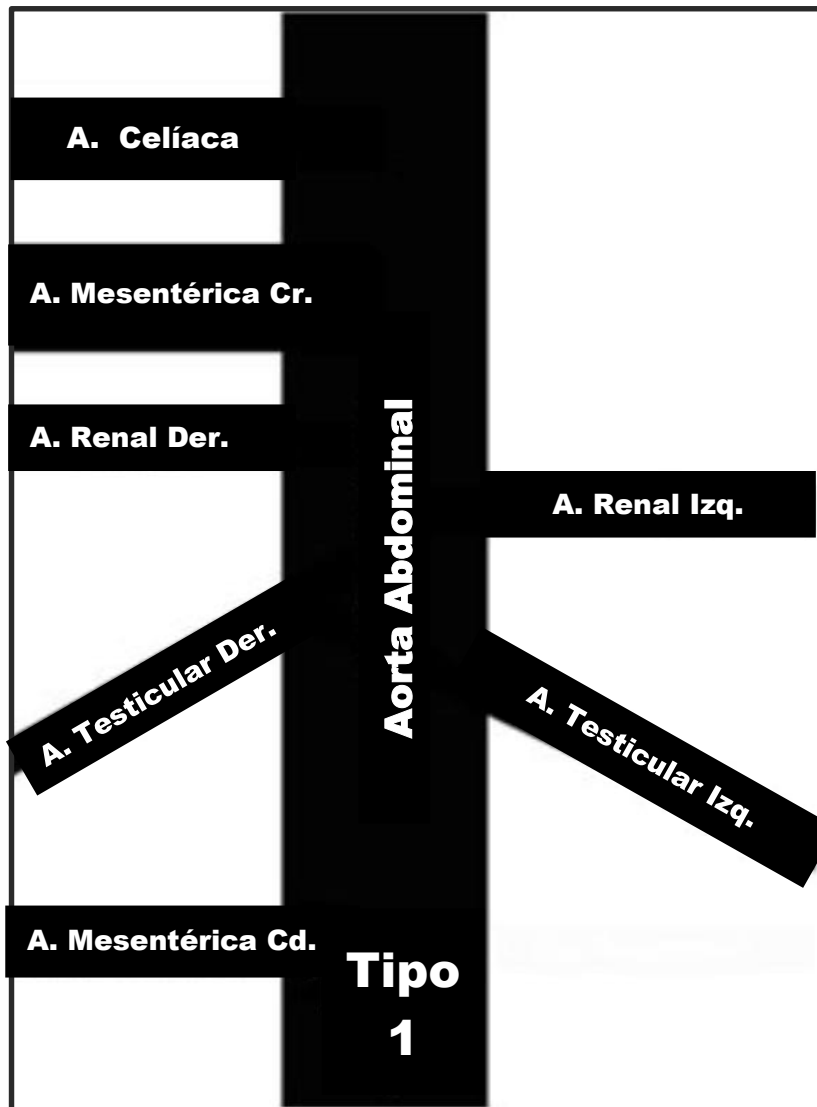 A. Celíaca
A. Mesentérica Cr.
A. Renal Der.
Aorta Abdominal
A. Renal Izq.
A. Testicular Der.
A. Testicular Izq.
A. Mesentérica Cd.
Tipo
1